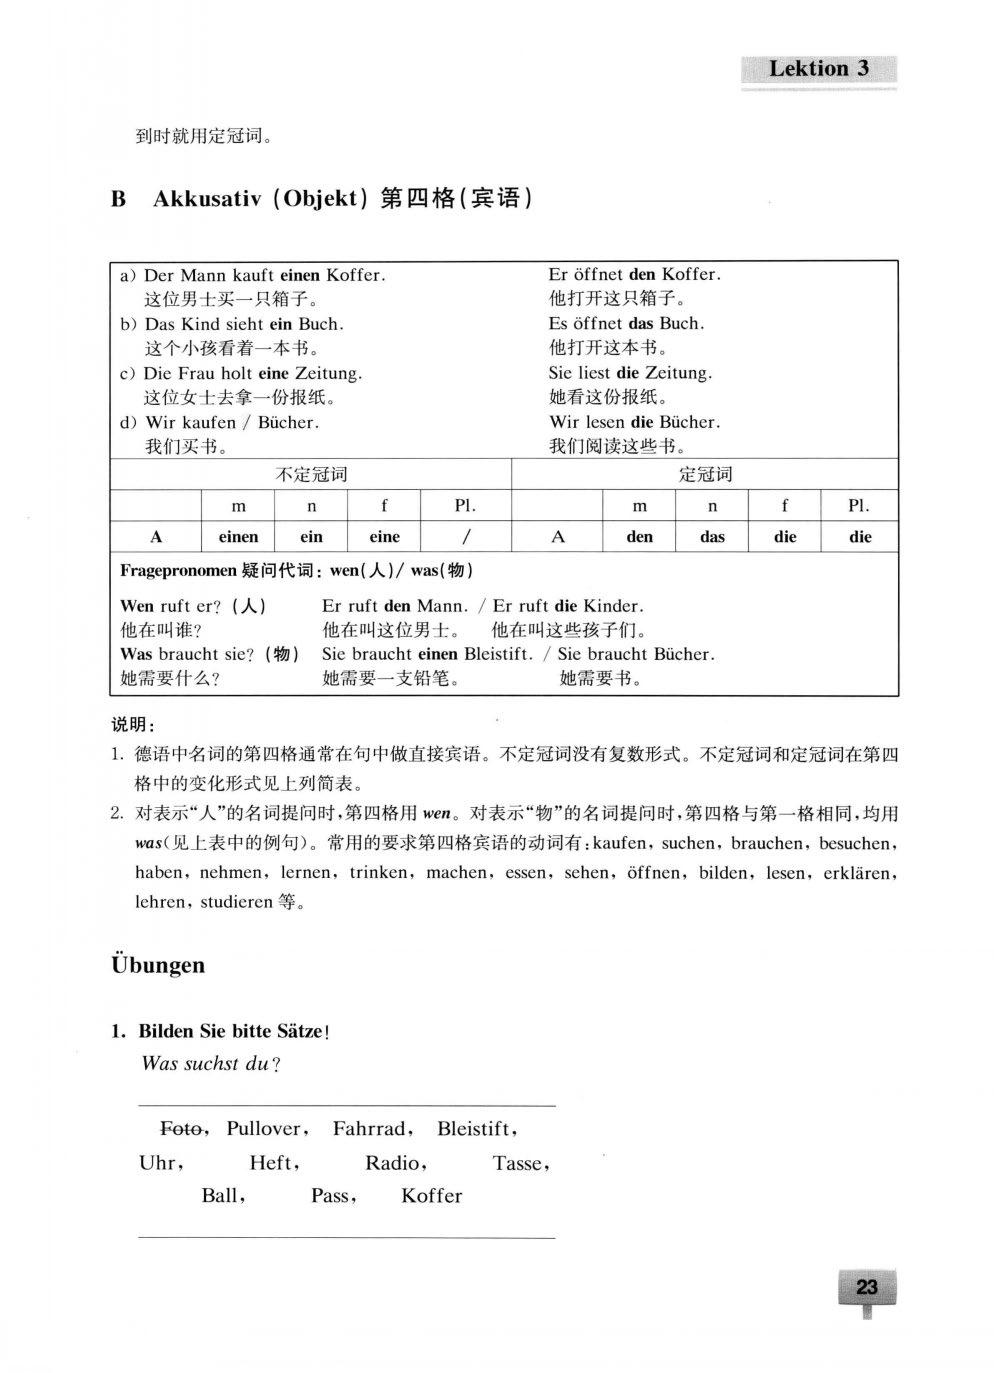 Lektion 3
到时就用定冠词。
B Akkusativ (Objekt) 第四格(宾语)
a) Der Mann kauft einen Koffer. Er öffnet den Koffer.
这位男士买一只箱子。 他打开这只箱子。
b) Das Kind sieht ein Buch. Es öffnet das Buch.
这个小孩看着一本书。 他打开这本书。
c) Die Frau holt eine Zeitung. Sie liest die Zeitung.
这位女士去拿一份报纸。 她看这份报纸。
d) Wir kaufen / Bücher. Wir lesen die Bücher.
我们买书。 我们阅读这些书。
不定冠词 定冠词
m n f Pl. m n f Pl.
A einen ein eine / A den das die die
Fragepronomen 疑问代词: wen(人)/ was(物)
Wen ruft er? (人) Er ruft den Mann. / Er ruft die Kinder.
他在叫谁? 他在叫这位男士。 他在叫这些孩子们。
Was braucht sie? (物) Sie braucht einen Bleistift. / Sie braucht Bücher.
她需要什么? 她需要一支铅笔。 她需要书。
说明:
1. 德语中名词的第四格通常在句中做直接宾语。不定冠词没有复数形式。不定冠词和定冠词在第四
格中的变化形式见上列简表。
2. 对表示“人”的名词提问时,第四格用 wen。对表示“物”的名词提问时,第四格与第一格相同,均用
was(见上表中的例句)。常用的要求第四格宾语的动词有:kaufen, suchen, brauchen, besuchen,
haben, nehmen, lernen, trinken, machen, essen, sehen, öffnen, bilden, lesen, erklären,
lehren, studieren 等。
Übungen
1. Bilden Sie bitte Sätze!
Was suchst du?
Foto, Pullover, Fahrrad, Bleistift,
Uhr, Heft, Radio, Tasse,
Ball, Pass, Koffer
23